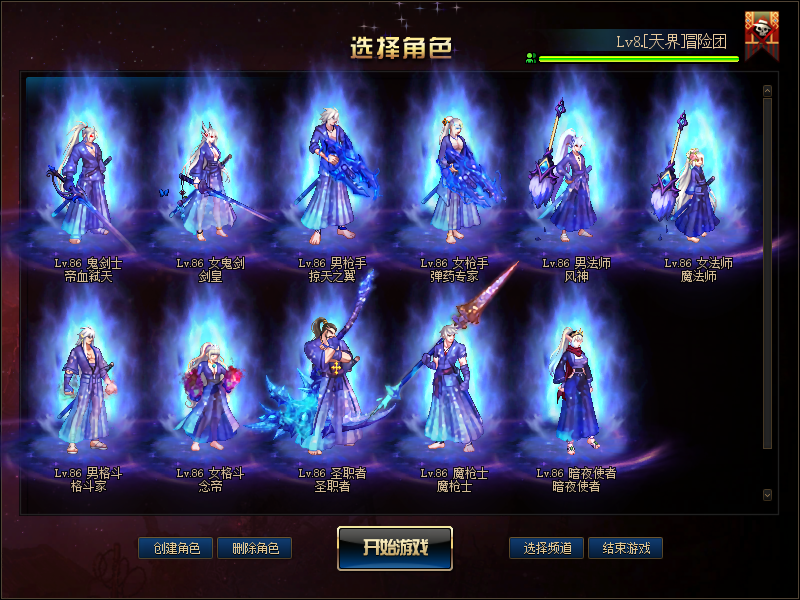 选择角色
Lv8.[天界]冒险团
Lv.86 鬼剑士
帝血弑天
Lv.86 女鬼剑
剑皇
Lv.86 男枪手
掠天之翼
Lv.86 女枪手
弹药专家
Lv.86 男法师
风神
Lv.86 女法师
魔法师
Lv.86 男格斗
格斗家
Lv.86 女格斗
念帝
Lv.86 圣职者
圣职者
Lv.86 魔枪士
魔枪士
Lv.86 暗夜使者
暗夜使者
创建角色
删除角色
开始游戏
选择频道
结束游戏